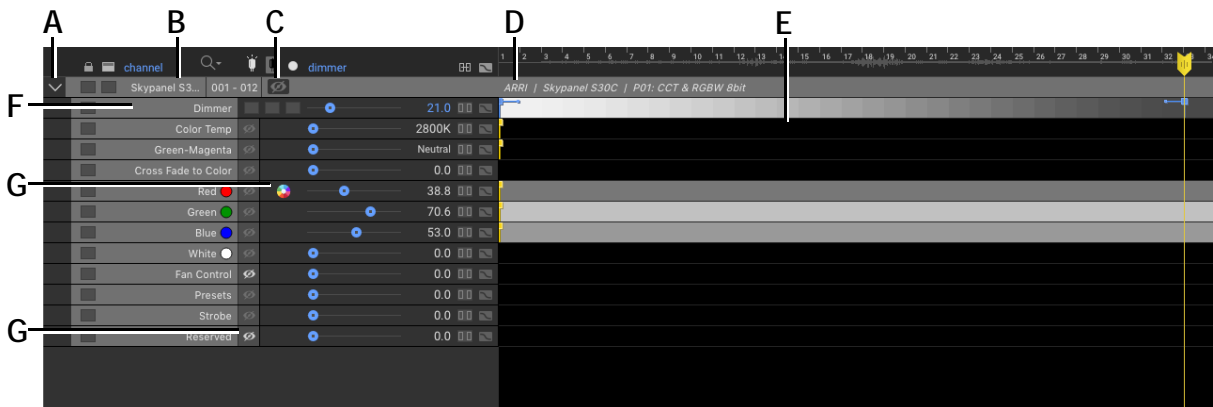 A B C D E
channel dimmer 1 2 3 4 5 6 7 8 9 10 11 12 13 14 15 16 17 18 19 20 21 22 23 24 25 26 27 28 29 30 31 32 34
Skypanel S3... 001 - 012 ARRI | Skypanel S30C | P01: CCT & RGBW 8bit
F Dimmer 21.0
Color Temp 2800K
Green-Magenta Neutral
Cross Fade to Color 0.0
G Red 38.8
Green 70.6
Blue 53.0
White 0.0
Fan Control 0.0
Presets 0.0
Strobe 0.0
G Reserved 0.0